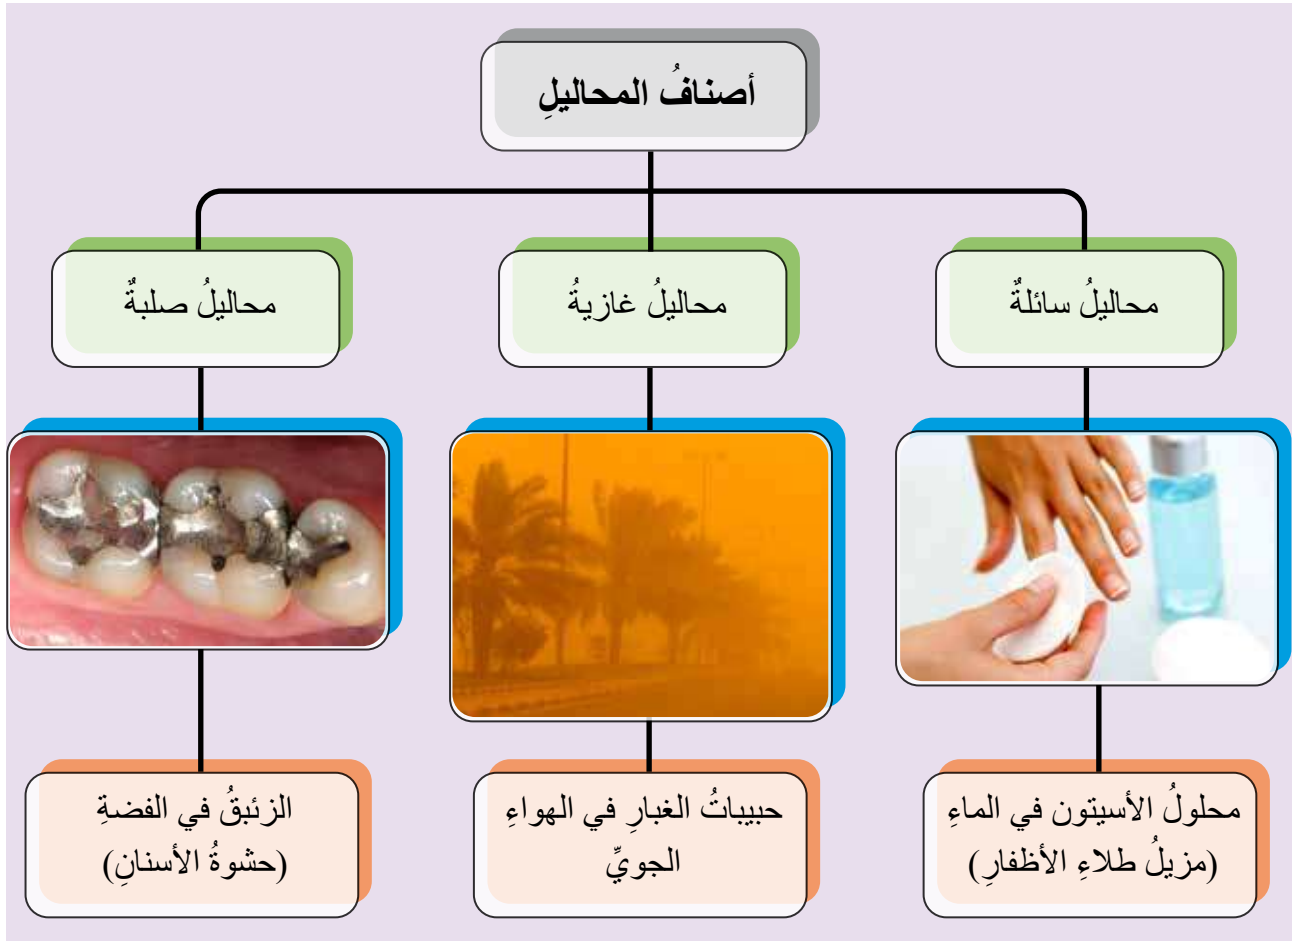 أصنافُ المحاليلِ
محاليلُ سائلةٌ
محاليلُ غازيةُ
محاليلُ صلبةٌ
محلولُ الأسيتون في الماءِ
(مزيلُ طلاءِ الأظفارِ)
حبيباتُ الغبارِ في الهواءِ
الجويِّ
الزئبقُ في الفضةِ
(حشوةُ الأسنانِ)